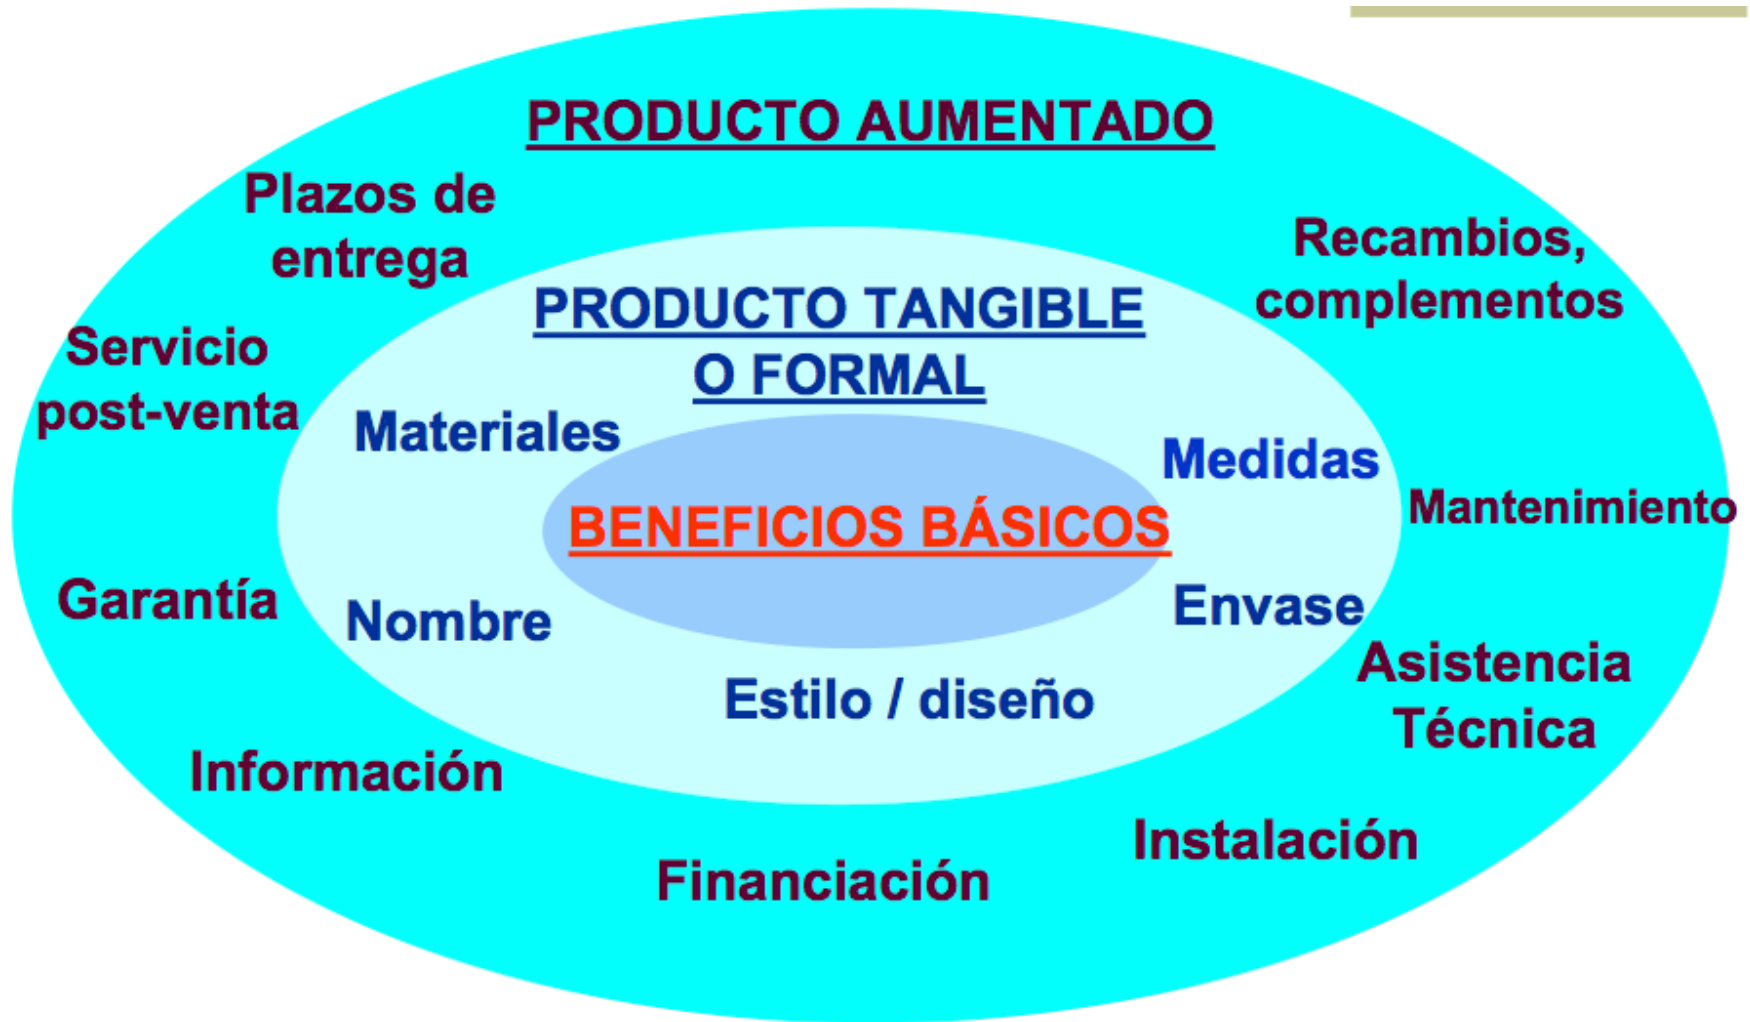 PRODUCTO AUMENTADO
Plazos de
entrega
Recambios,
complementos
PRODUCTO TANGIBLE
O FORMAL
Servicio
post-venta
Materiales
Medidas
Mantenimiento
BENEFICIOS BÁSICOS
Garantía
Nombre
Envase
Asistencia
Técnica
Estilo / diseño
Información
Instalación
Financiación